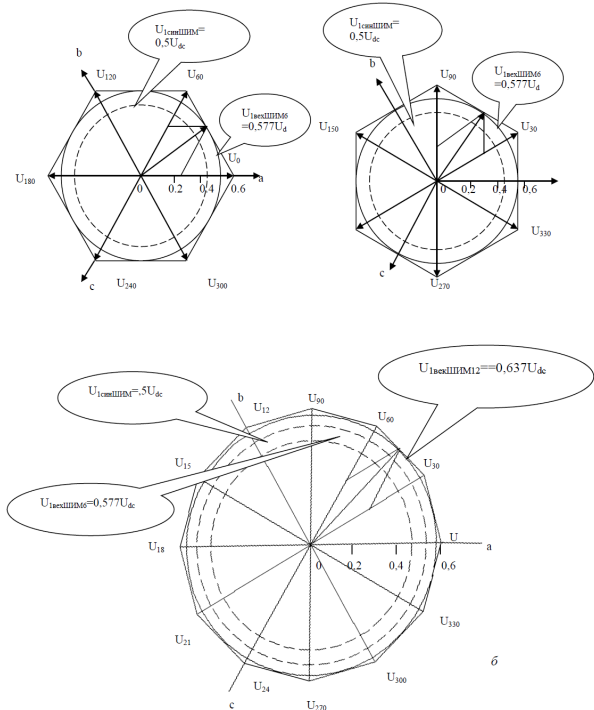 U1синШИМ=
0,5Udc
b
U120
U60
U1векШИМ6
=0,577Ud
U0
U180
0
0,2
0,4
0,6
a
c
U240
U300
U1синШИМ=
0,5Udc
b
U90
U1векШИМ6
=0,577Ud
U150
U30
0
0,2
0,4
0,6
U330
c
U270
U1векШИМ12==0,637Udc
U1синШИМ=,5Udc
b
U12
U90
U60
U15
U30
U1векШИМ6=0,577Udc
U18
U
a
0
0,2
0,4
0,6
U21
U330
U24
U300
б
c
U270